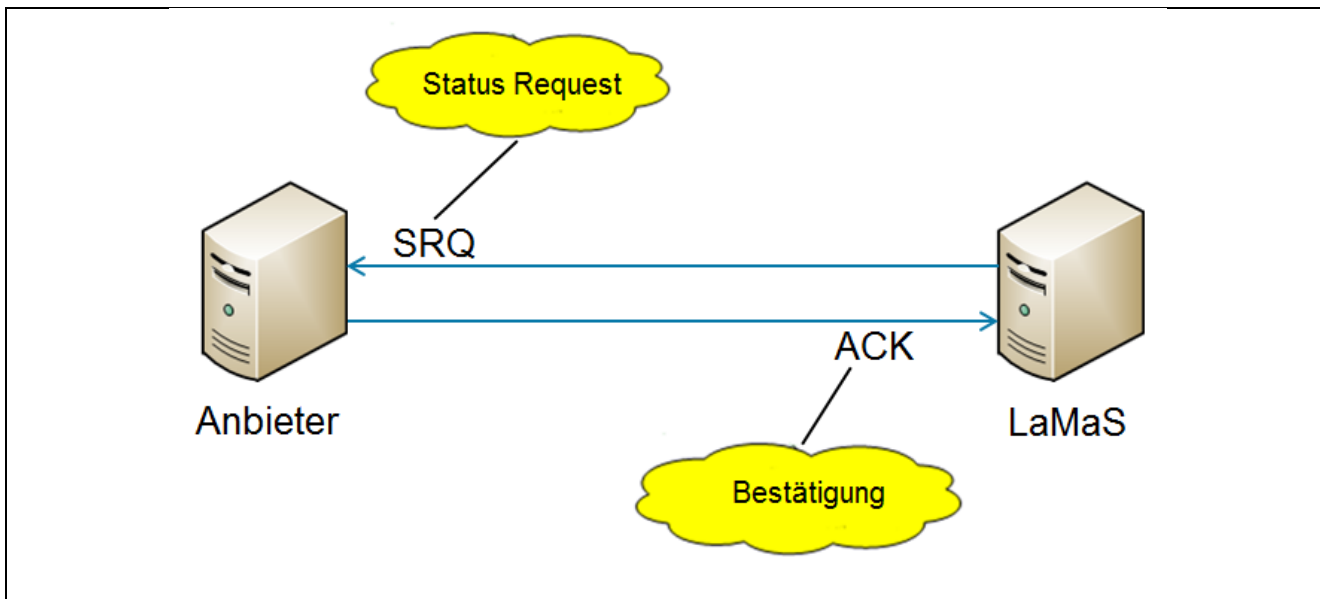 Status Request
SRQ
ACK
Anbieter
LaMaS
Bestätigung